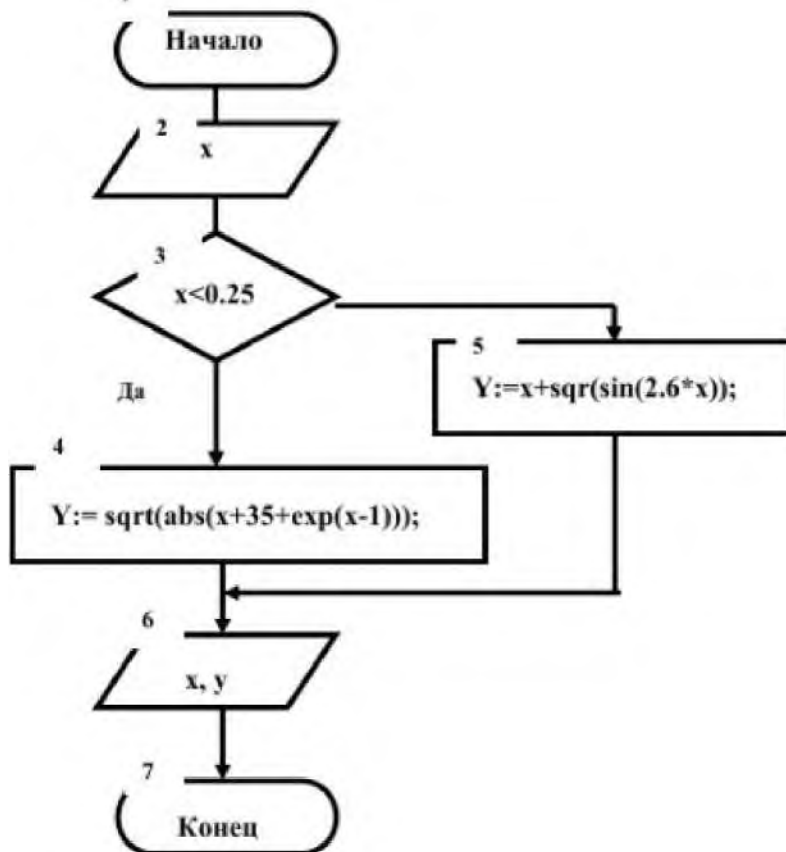 Начало
2
x
3
x<0.25
5
Y:=x+sqr(sin(2.6*x));
Да
4
Y:= sqrt(abs(x+35+exp(x-1)));
6
x, y
7
Конец